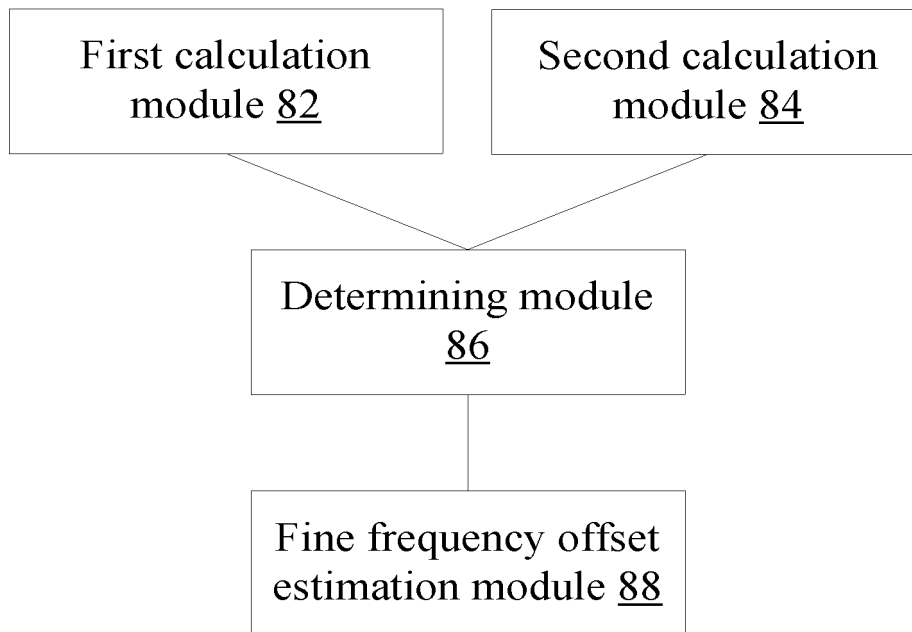 First calculation
module 82
Second calculation
module 84
Determining module
86
Fine frequency offset
estimation module 88